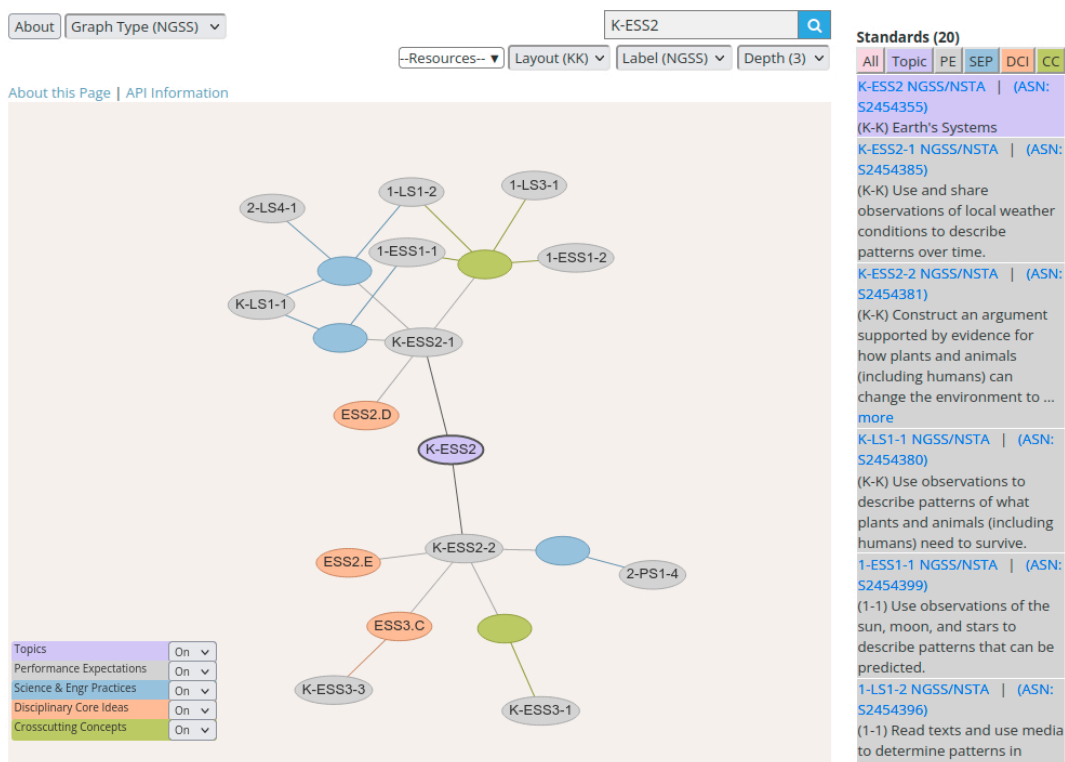 About
Graph Type (NGSS)
K-ESS2
--Resources-- ▼
Layout (KK)
Label (NGSS)
Depth (3)
About this Page | API Information
2-LS4-1
1-LS1-2
1-LS3-1
1-ESS1-1
1-ESS1-2
K-LS1-1
K-ESS2-1
ESS2.D
K-ESS2
K-ESS2-2
ESS2.E
2-PS1-4
ESS3.C
K-ESS3-3
K-ESS3-1
Topics On
Performance Expectations On
Science & Engr Practices On
Disciplinary Core Ideas On
Crosscutting Concepts On
Standards (20)
All Topic PE SEP DCI CC
K-ESS2 NGSS/NSTA | (ASN:
S2454355)
(K-K) Earth's Systems
K-ESS2-1 NGSS/NSTA | (ASN:
S2454385)
(K-K) Use and share
observations of local weather
conditions to describe
patterns over time.
K-ESS2-2 NGSS/NSTA | (ASN:
S2454381)
(K-K) Construct an argument
supported by evidence for
how plants and animals
(including humans) can
change the environment to ...
more
K-LS1-1 NGSS/NSTA | (ASN:
S2454380)
(K-K) Use observations to
describe patterns of what
plants and animals (including
humans) need to survive.
1-ESS1-1 NGSS/NSTA | (ASN:
S2454399)
(1-1) Use observations of the
sun, moon, and stars to
describe patterns that can be
predicted.
1-LS1-2 NGSS/NSTA | (ASN:
S2454396)
(1-1) Read texts and use media
to determine patterns in